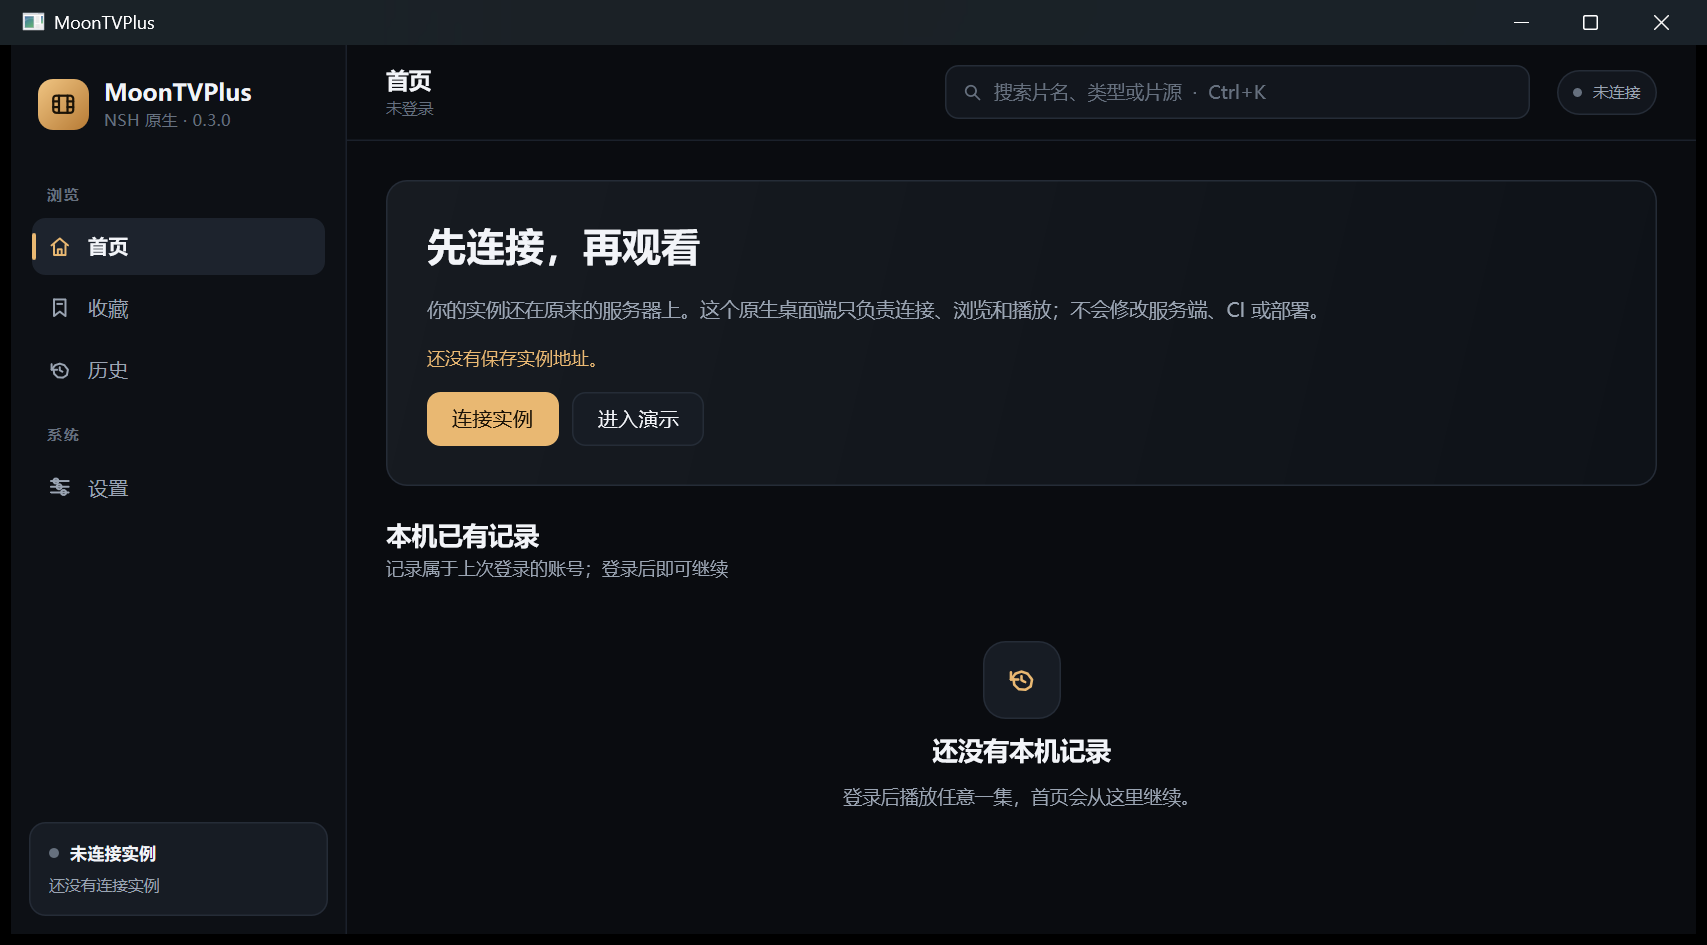 MoonTVPlus
MoonTVPlus
NSH 原生 · 0.3.0
浏览
首页
收藏
历史
系统
设置
未连接实例
还没有连接实例
首页
未登录
搜索片名、类型或片源 · Ctrl+K
未连接
先连接，再观看
你的实例还在原来的服务器上。这个原生桌面端只负责连接、浏览和播放；不会修改服务端、CI 或部署。
还没有保存实例地址。
连接实例
进入演示
本机已有记录
记录属于上次登录的账号；登录后即可继续
还没有本机记录
登录后播放任意一集，首页会从这里继续。